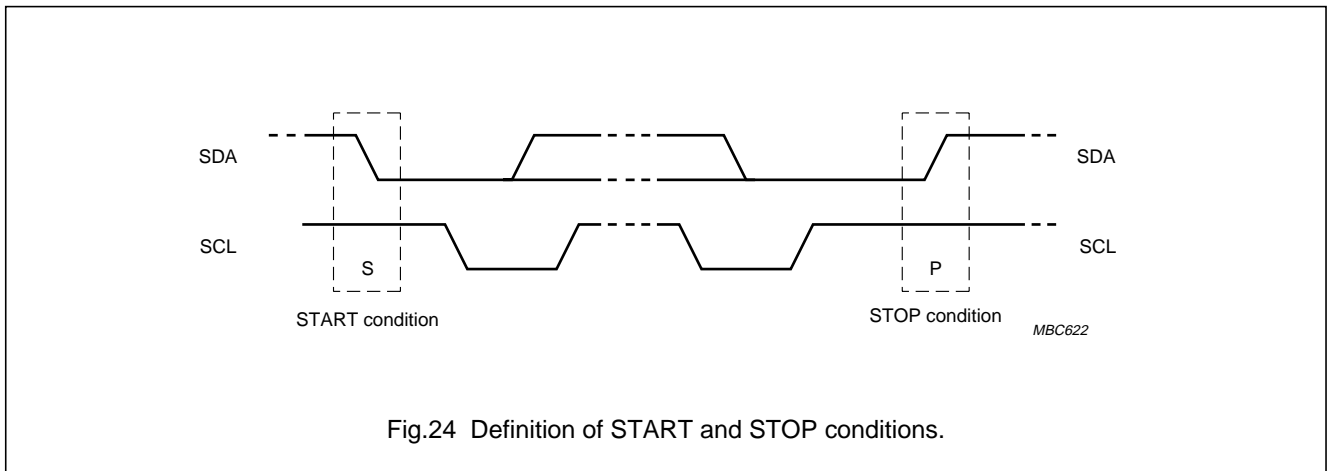 SDA
SDA
SCL
SCL
S
P
START condition
STOP condition
MBC622
Fig.24 Definition of START and STOP conditions.